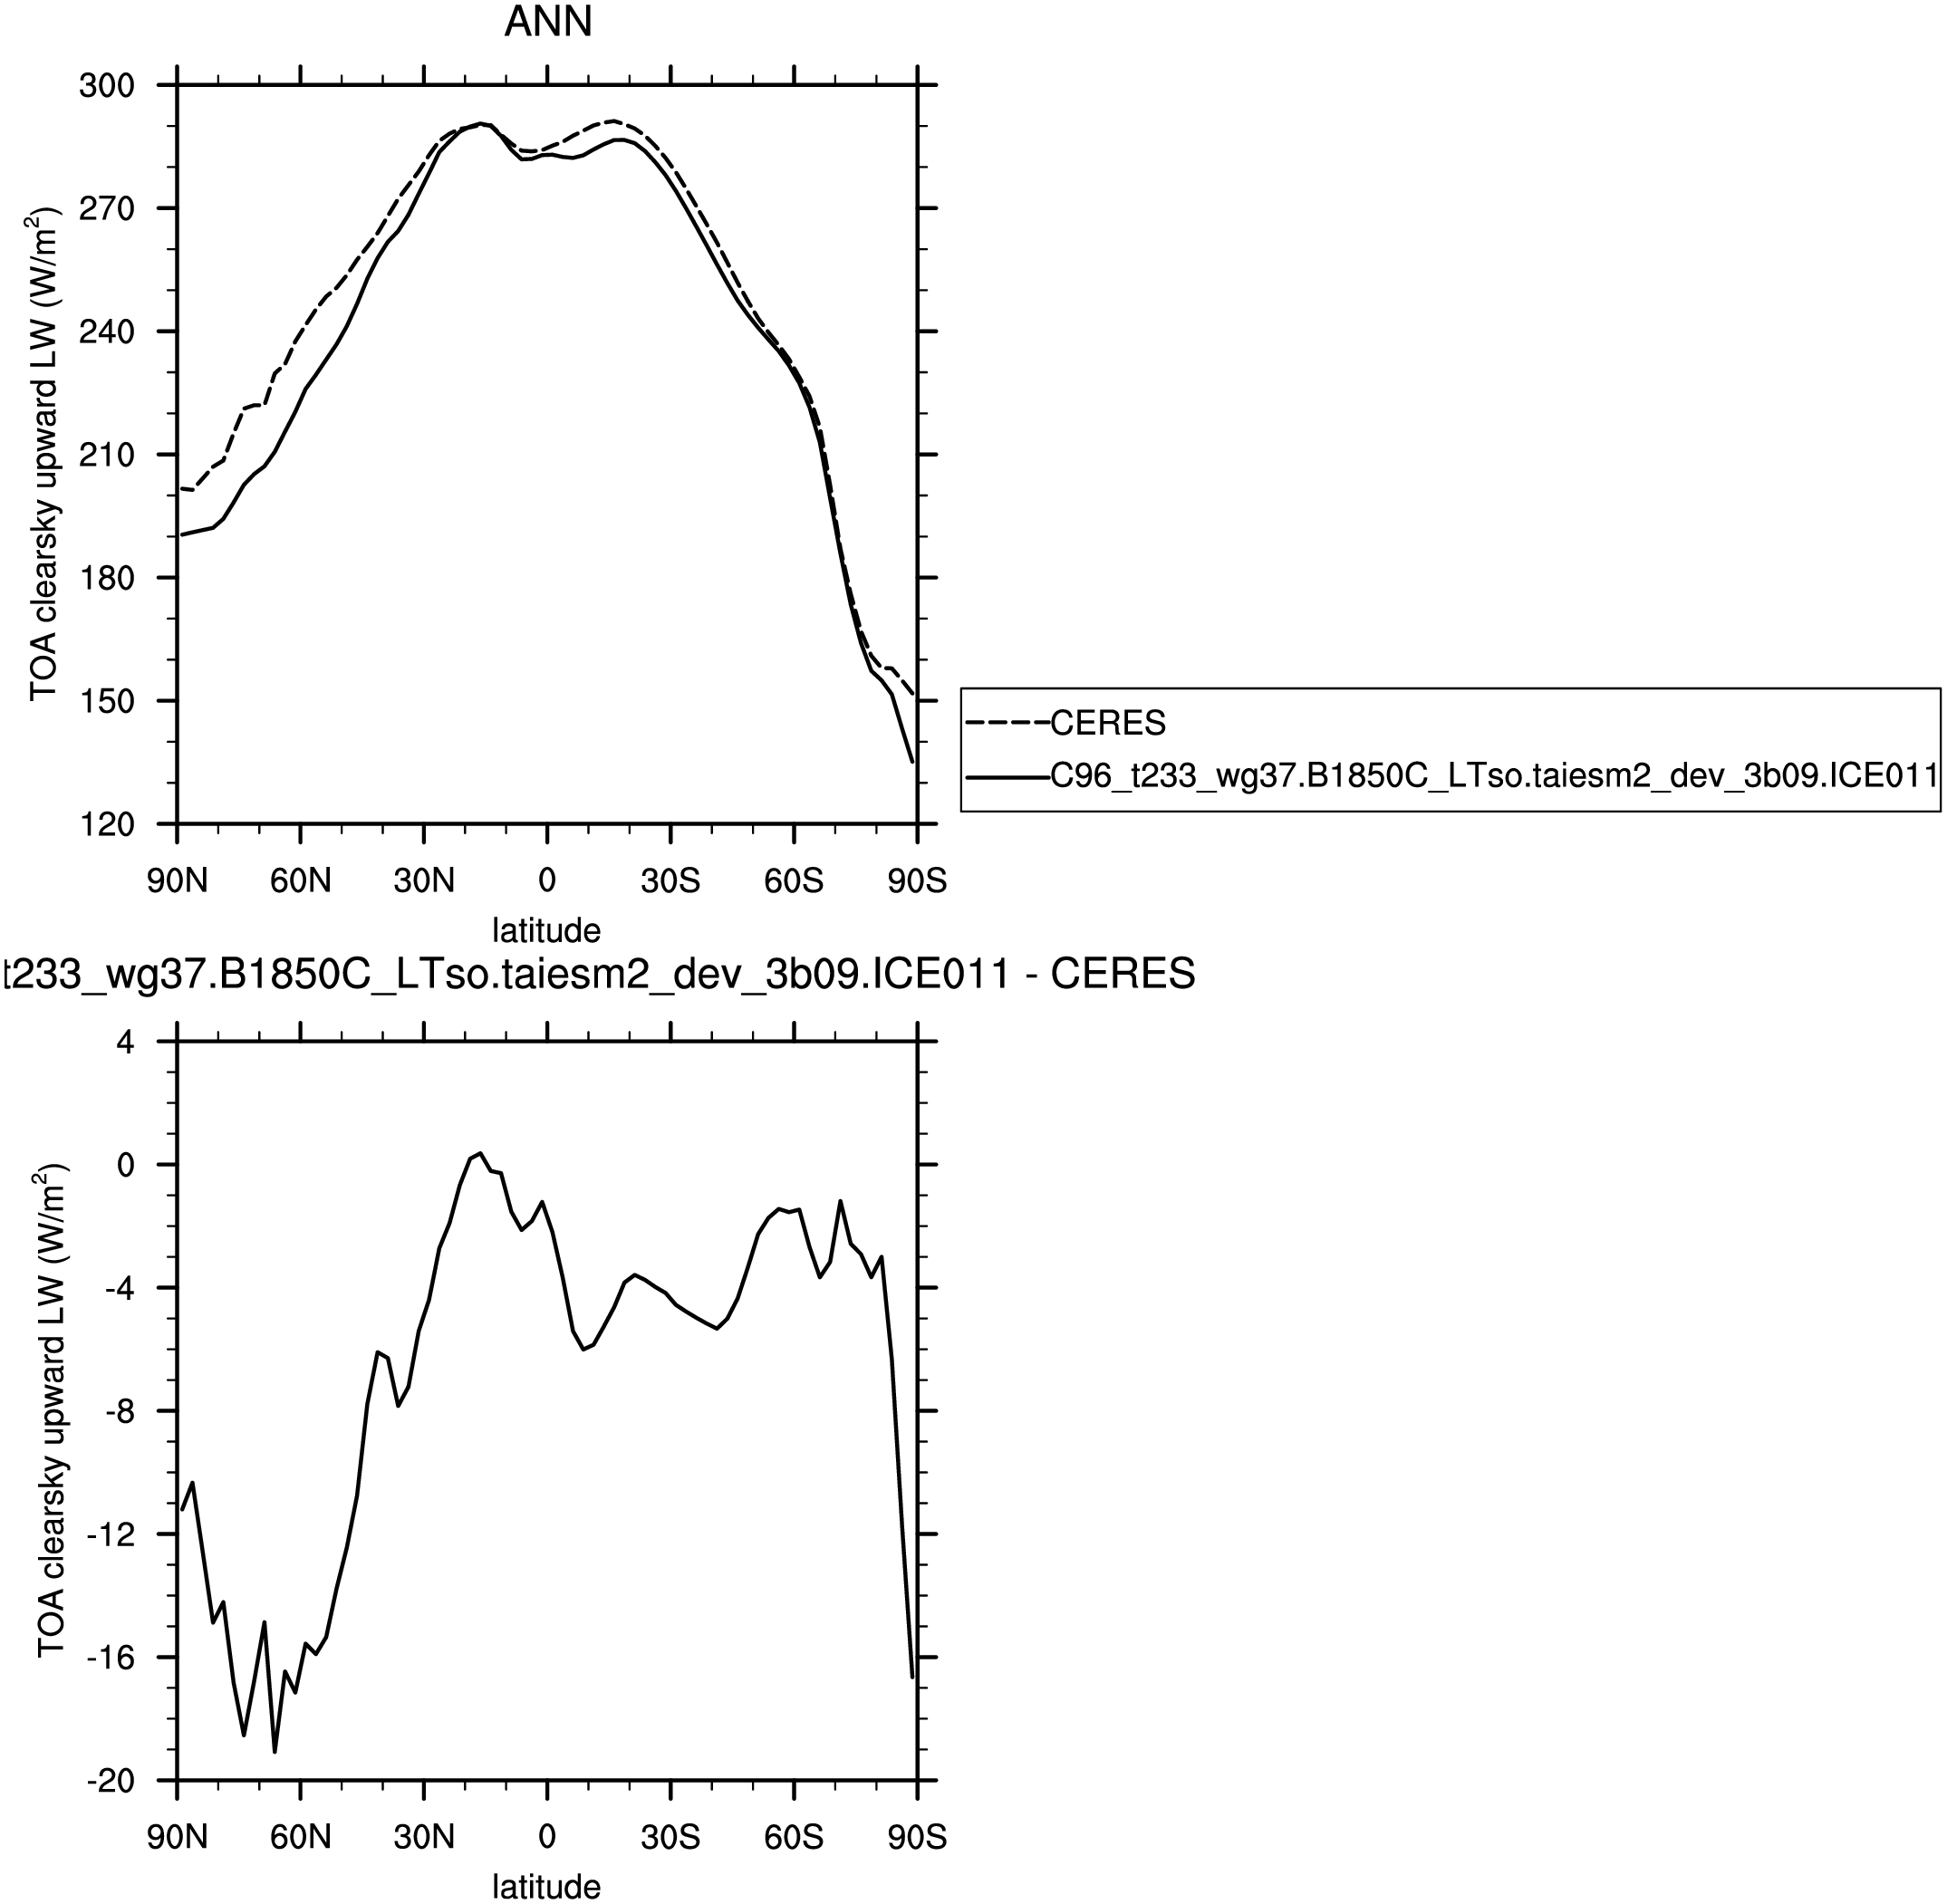 ANN
300
270
240
210
180
150
120
TOA clearsky upward LW (W/m²)
90N 60N 30N 0 30S 60S 90S
latitude
CERES
C96_t233_wg37.B1850C_LTso.taiesm2_dev_3b09.ICE011
t233_wg37.B1850C_LTso.taiesm2_dev_3b09.ICE011 - CERES
4
0
-4
-8
-12
-16
-20
TOA clearsky upward LW (W/m²)
90N 60N 30N 0 30S 60S 90S
latitude